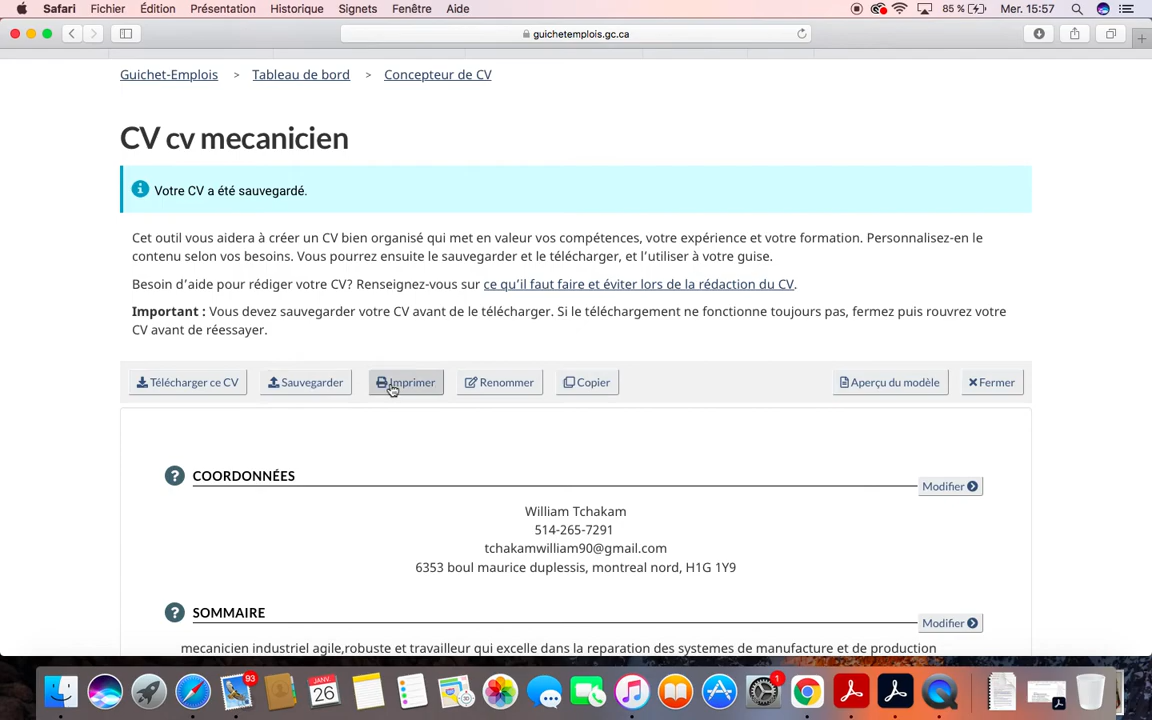 Safari Fichier Édition Présentation Historique Signets Fenêtre Aide 85 % Mer. 15:57
guichetemplois.gc.ca
Guichet-Emplois > Tableau de bord > Concepteur de CV
CV cv mecanicien
Votre CV a été sauvegardé.
Cet outil vous aidera à créer un CV bien organisé qui met en valeur vos compétences, votre expérience et votre formation. Personnalisez-en le
contenu selon vos besoins. Vous pourrez ensuite le sauvegarder et le télécharger, et l'utiliser à votre guise.
Besoin d'aide pour rédiger votre CV? Renseignez-vous sur ce qu'il faut faire et éviter lors de la rédaction du CV.
Important : Vous devez sauvegarder votre CV avant de le télécharger. Si le téléchargement ne fonctionne toujours pas, fermez puis rouvrez votre
CV avant de réessayer.
Télécharger ce CV Sauvegarder Imprimer Renommer Copier Aperçu du modèle Fermer
? COORDONNÉES
Modifier
William Tchakam
514-265-7291
tchakamwilliam90@gmail.com
6353 boul maurice duplessis, montreal nord, H1G 1Y9
? SOMMAIRE
Modifier
mecanicien industriel agile,robuste et travailleur qui excelle dans la reparation des systemes de manufacture et de production
93 JANV. 26 1